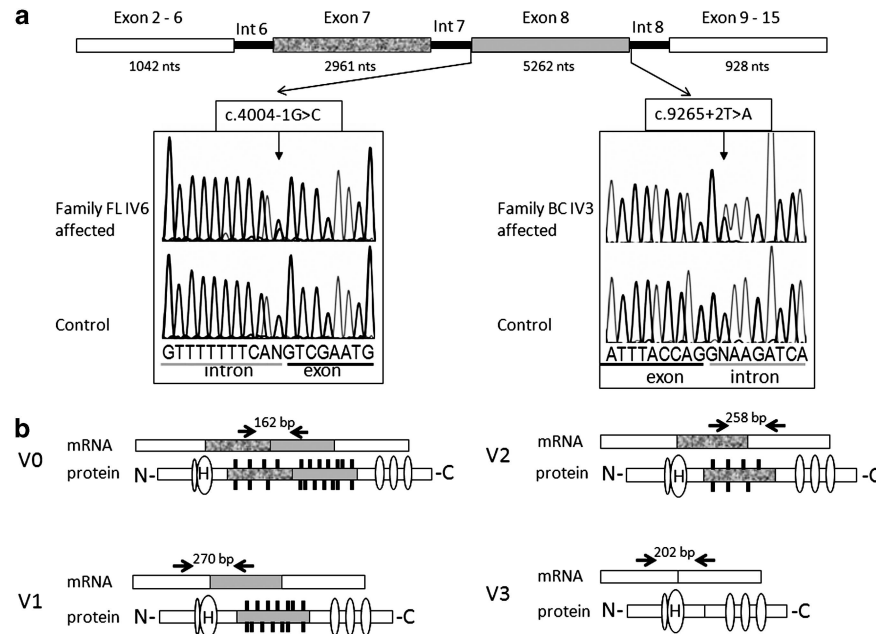 a
Exon 2 - 6
Int 6
Exon 7
Int 7
Exon 8
Int 8
Exon 9 - 15
1042 nts
2961 nts
5262 nts
928 nts
c.4004-1G>C
c.9265+2T>A
Family FL IV6
affected
Control
GTTTTTTTCANGTCGAATG
intron
exon
Family BC IV3
affected
Control
ATTTACCAGGNAAGATCA
exon
intron
b
V0
mRNA
162 bp
protein
N-
H
-C
V2
mRNA
258 bp
protein
N-
H
-C
V1
mRNA
270 bp
protein
N-
H
-C
V3
mRNA
202 bp
protein
N-
H
-C